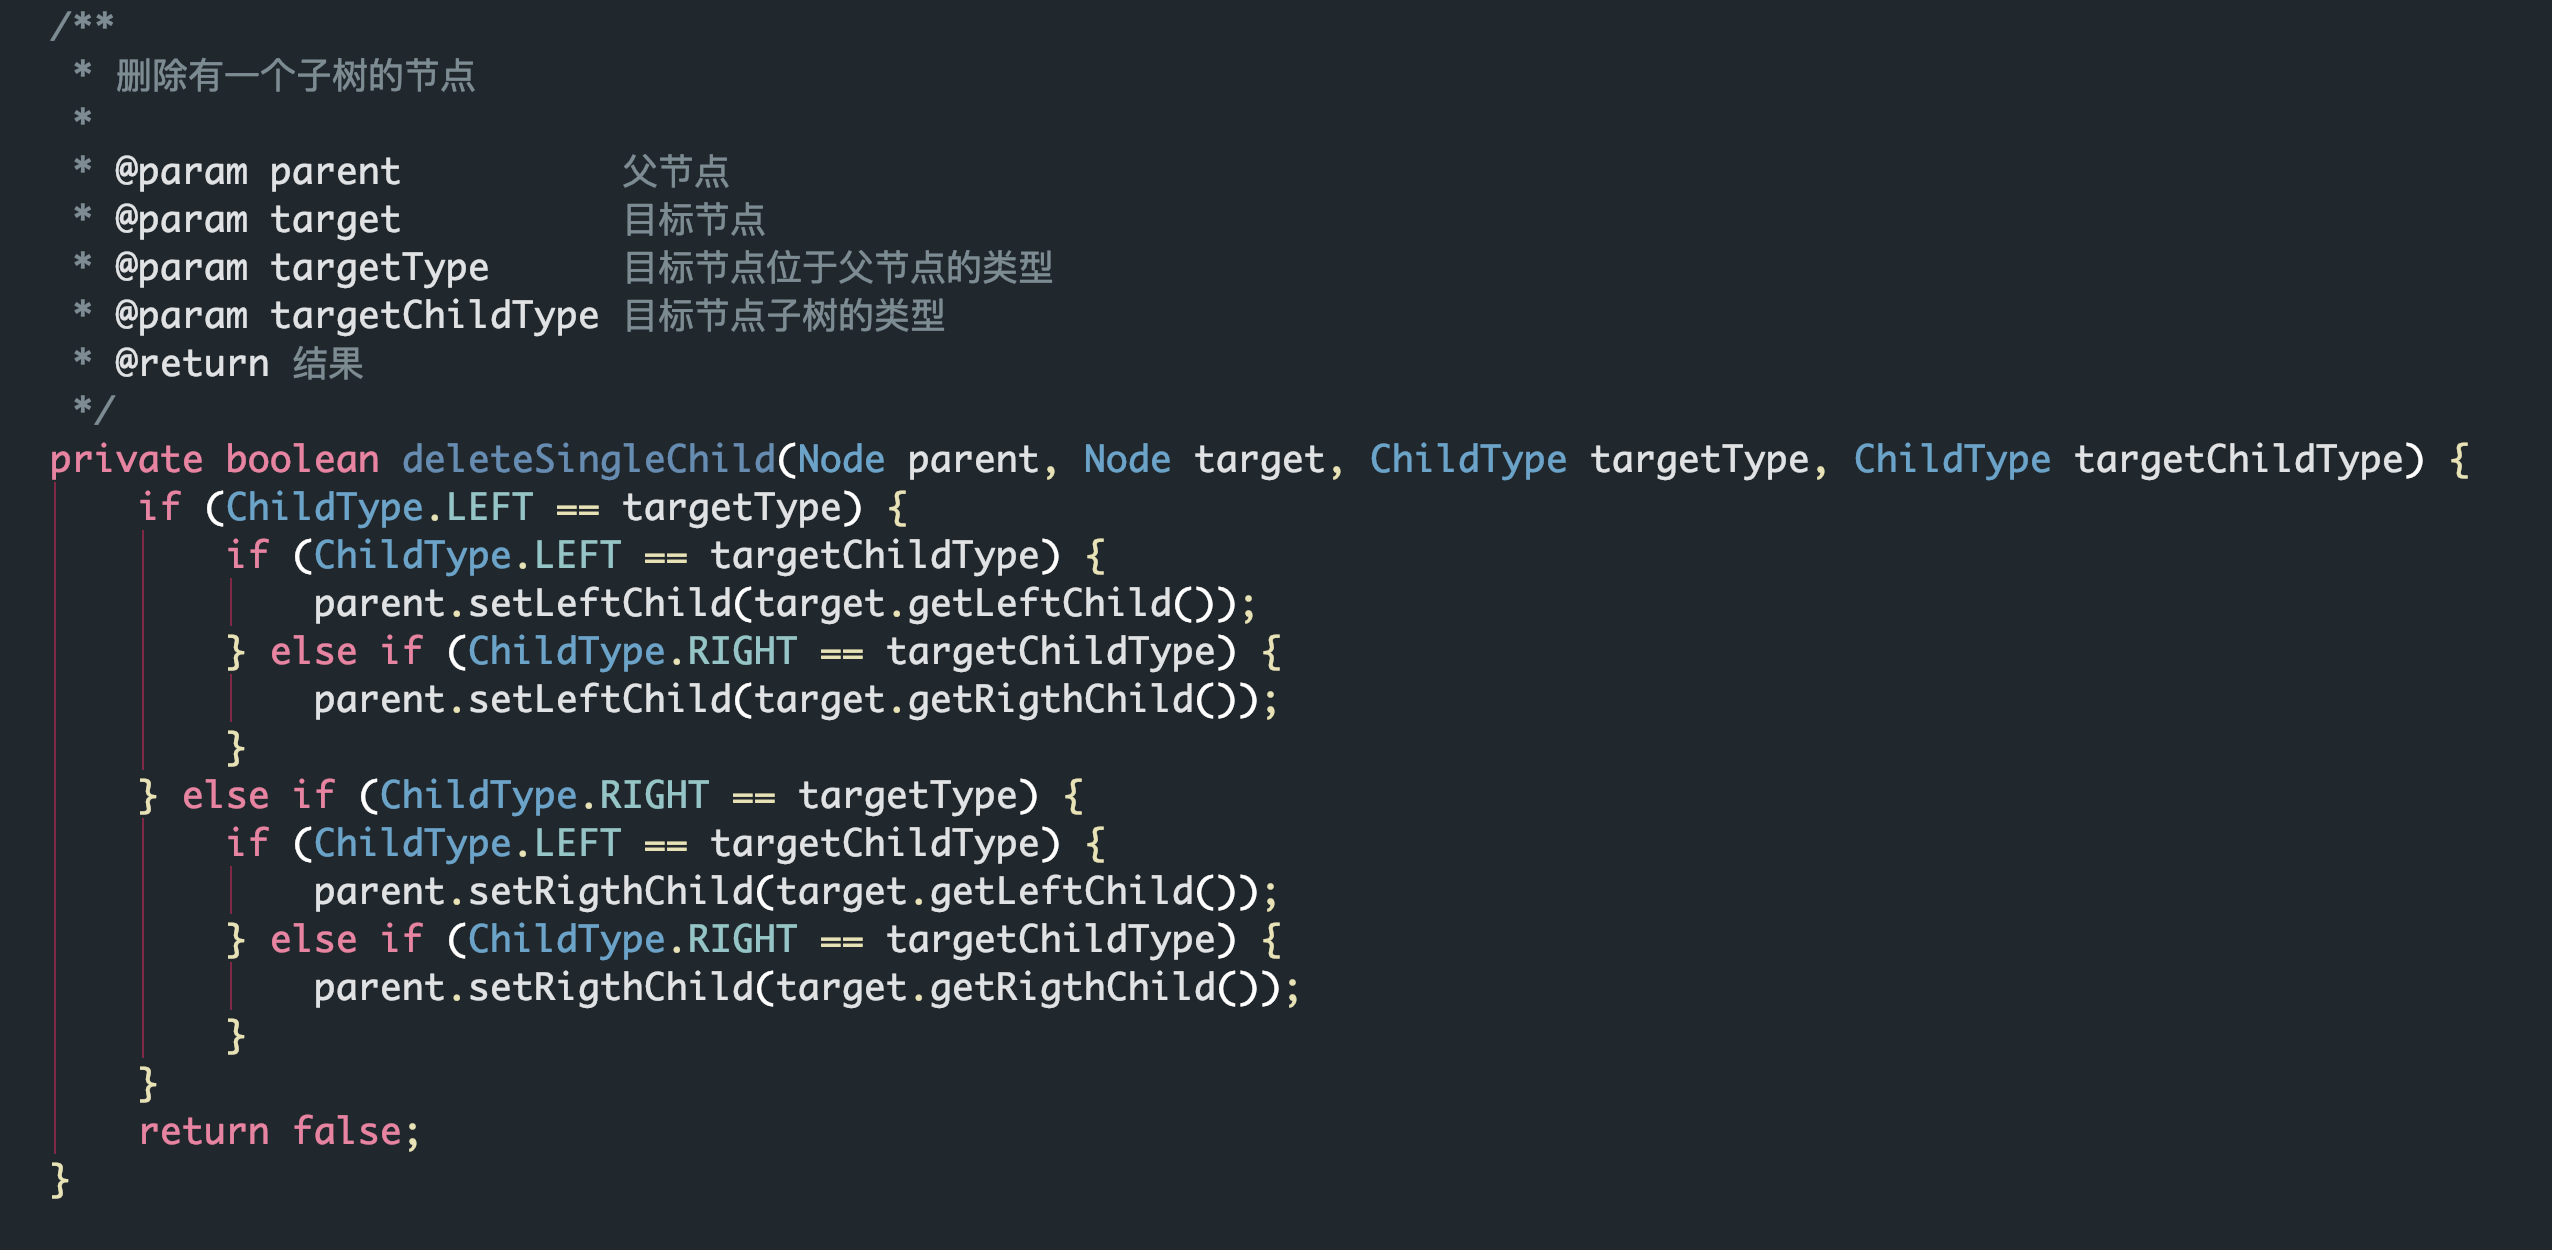 /**
 * 删除有一个子树的节点
 *
 * @param parent          父节点
 * @param target          目标节点
 * @param targetType      目标节点位于父节点的类型
 * @param targetChildType 目标节点子树的类型
 * @return 结果
 */
private boolean deleteSingleChild(Node parent, Node target, ChildType targetType, ChildType targetChildType) {
    if (ChildType.LEFT == targetType) {
        if (ChildType.LEFT == targetChildType) {
            parent.setLeftChild(target.getLeftChild());
        } else if (ChildType.RIGHT == targetChildType) {
            parent.setLeftChild(target.getRigthChild());
        }
    } else if (ChildType.RIGHT == targetType) {
        if (ChildType.LEFT == targetChildType) {
            parent.setRigthChild(target.getLeftChild());
        } else if (ChildType.RIGHT == targetChildType) {
            parent.setRigthChild(target.getRigthChild());
        }
    }
    return false;
}